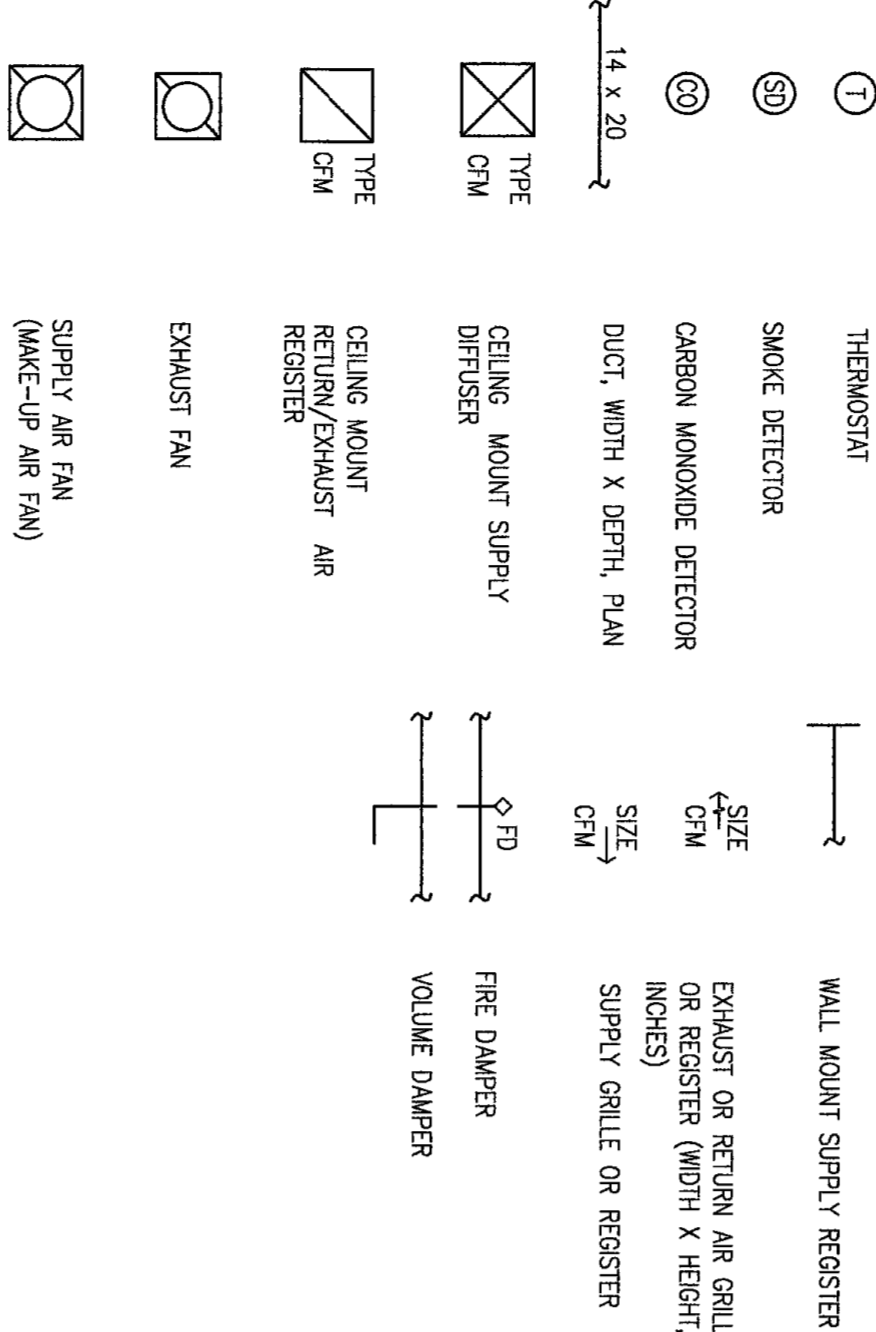 T
THERMOSTAT
SD
SMOKE DETECTOR
CO
CARBON MONOXIDE DETECTOR
14 x 20
DUCT, WIDTH X DEPTH, PLAN
TYPE
CFM
CEILING MOUNT SUPPLY
DIFFUSER
TYPE
CFM
CEILING MOUNT
RETURN/EXHAUST AIR
REGISTER
EXHAUST FAN
SUPPLY AIR FAN
(MAKE-UP AIR FAN)
WALL MOUNT SUPPLY REGISTER
SIZE
CFM
EXHAUST OR RETURN AIR GRILL
OR REGISTER (WIDTH X HEIGHT,
INCHES)
SIZE
CFM
SUPPLY GRILLE OR REGISTER
FD
FIRE DAMPER
VOLUME DAMPER